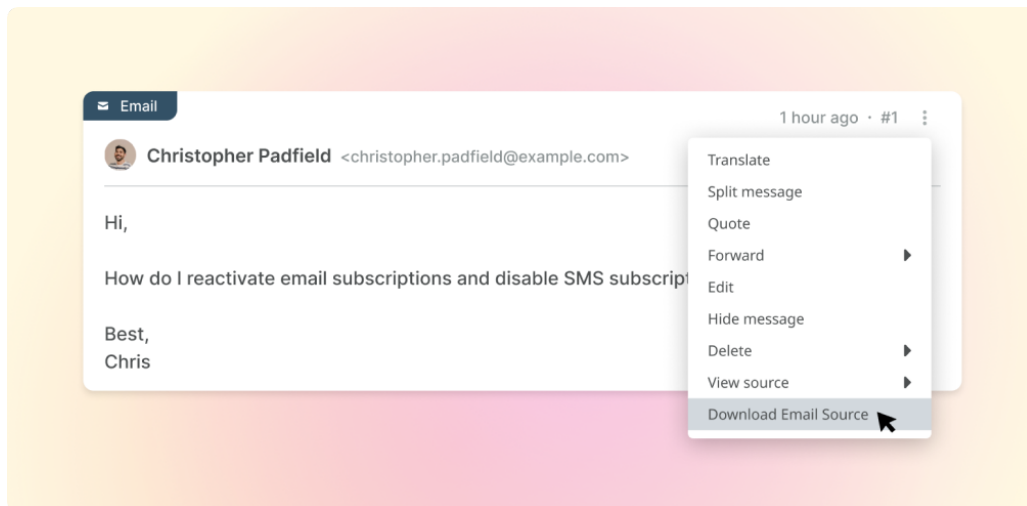 Email
1 hour ago · #1
Christopher Padfield <christopher.padfield@example.com>
Hi,
How do I reactivate email subscriptions and disable SMS
Best,
Chris
Translate
Split message
Quote
Forward
Edit
Hide message
Delete
View source
Download Email Source